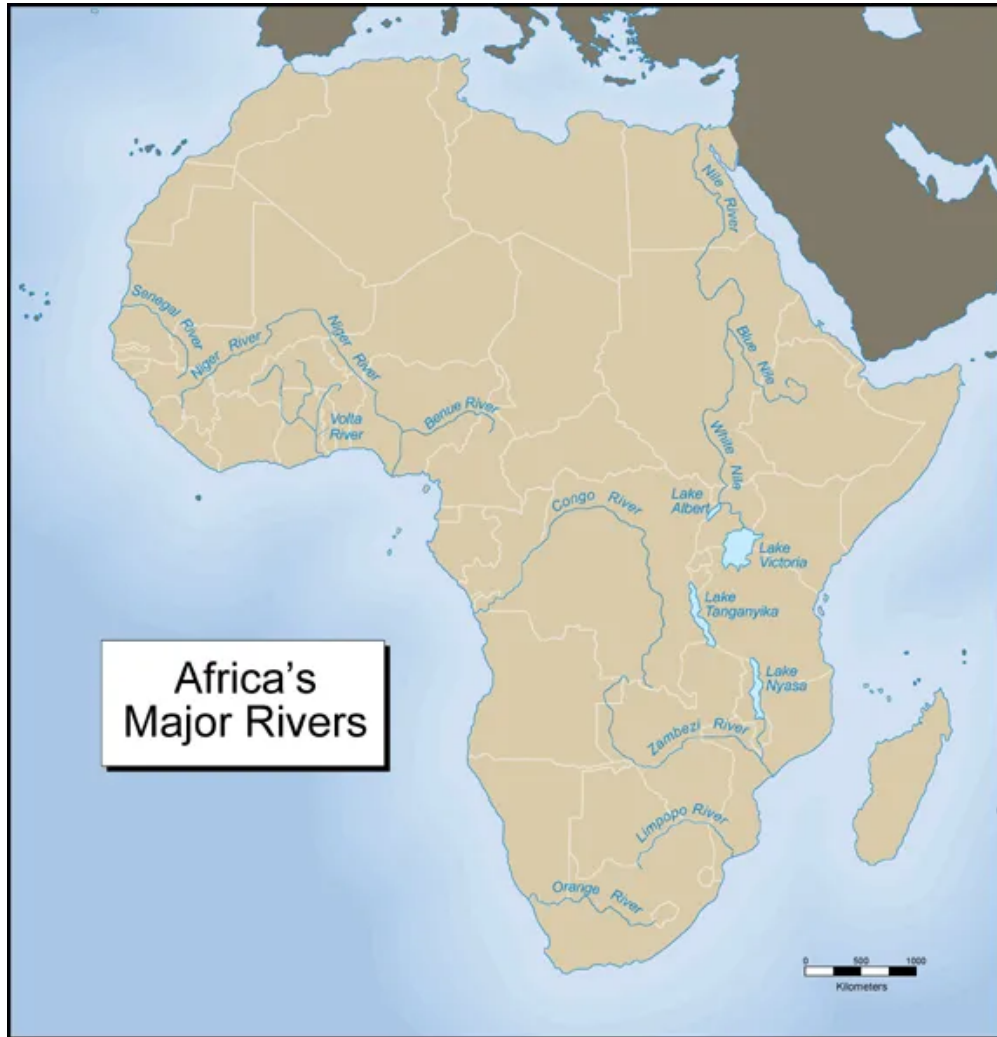 Nile River
Senegal River
Niger River
Niger River
Blue Nile
Volta
River
Benue River
White Nile
Congo River
Lake
Albert
Lake
Victoria
Lake
Tanganyika
Africa's
Major Rivers
Lake
Nyasa
Zambezi River
Limpopo River
Orange River
0 500 1000
Kilometers